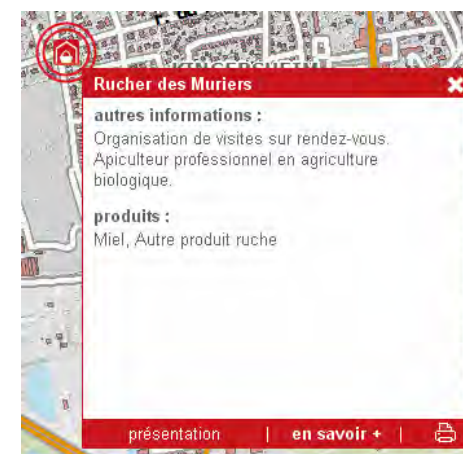 Rucher des Muriers
autres informations :
Organisation de visites sur rendez-vous.
Apiculteur professionnel en agriculture
biologique.
produits :
Miel, Autre produit ruche
présentation | en savoir + |